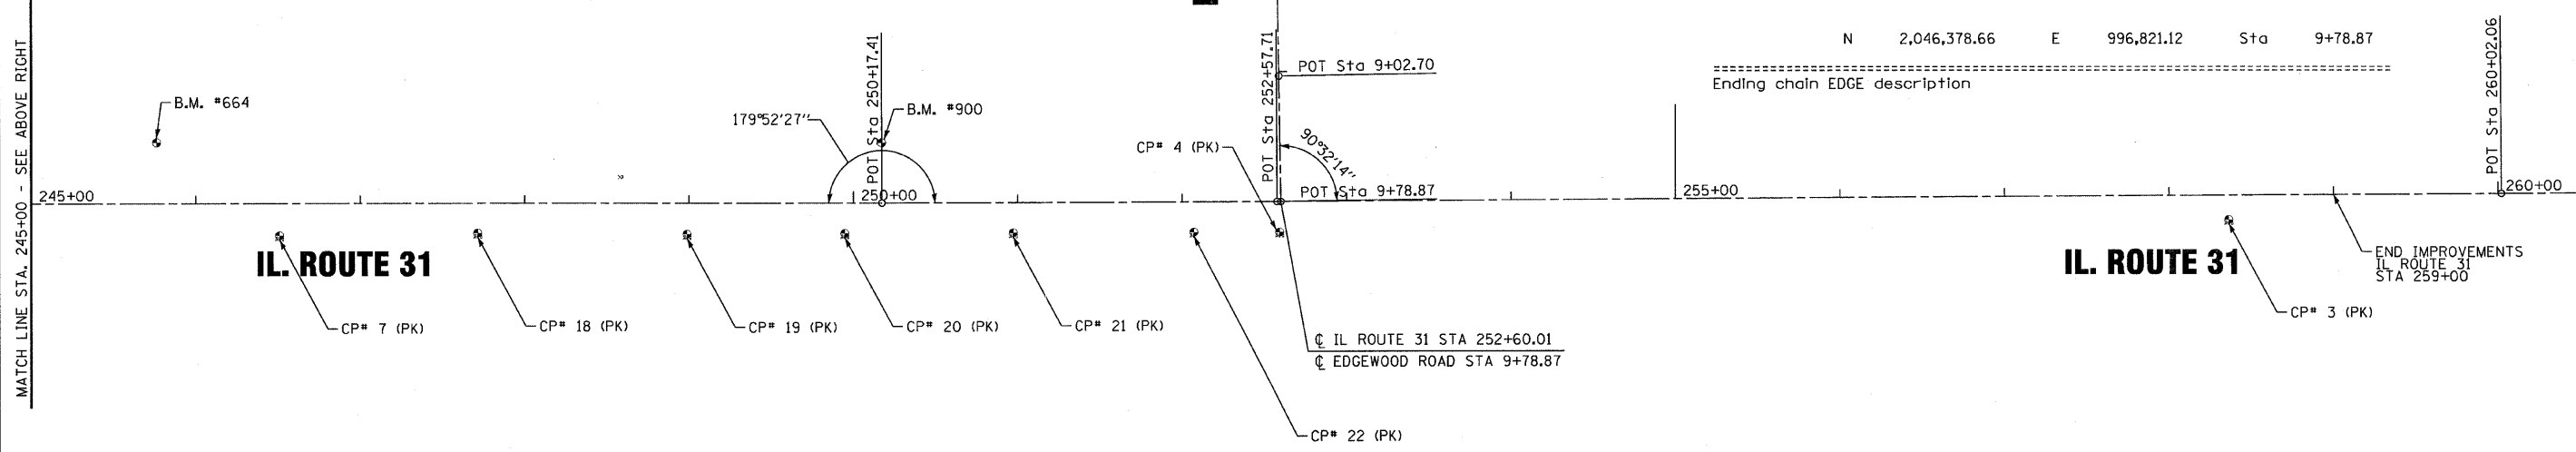 MATCH LINE STA. 245+00 - SEE ABOVE RIGHT
N 2,046,378.66 E 996,821.12 Sta 9+78.87
Ending chain EDGE description
B.M. #664
179°52'27"
POT Sta 250+17.41
B.M. #900
POT Sta 252+57.71
POT Sta 9+02.70
CP# 4 (PK)
90°32'14"
POT Sta 9+78.87
POT Sta 260+02.06
245+00
250+00
255+00
260+00
IL. ROUTE 31
IL. ROUTE 31
END IMPROVEMENTS
IL ROUTE 31
STA 259+00
CP# 7 (PK)
CP# 18 (PK)
CP# 19 (PK)
CP# 20 (PK)
CP# 21 (PK)
CP# 3 (PK)
℄ IL ROUTE 31 STA 252+60.01
℄ EDGEWOOD ROAD STA 9+78.87
CP# 22 (PK)